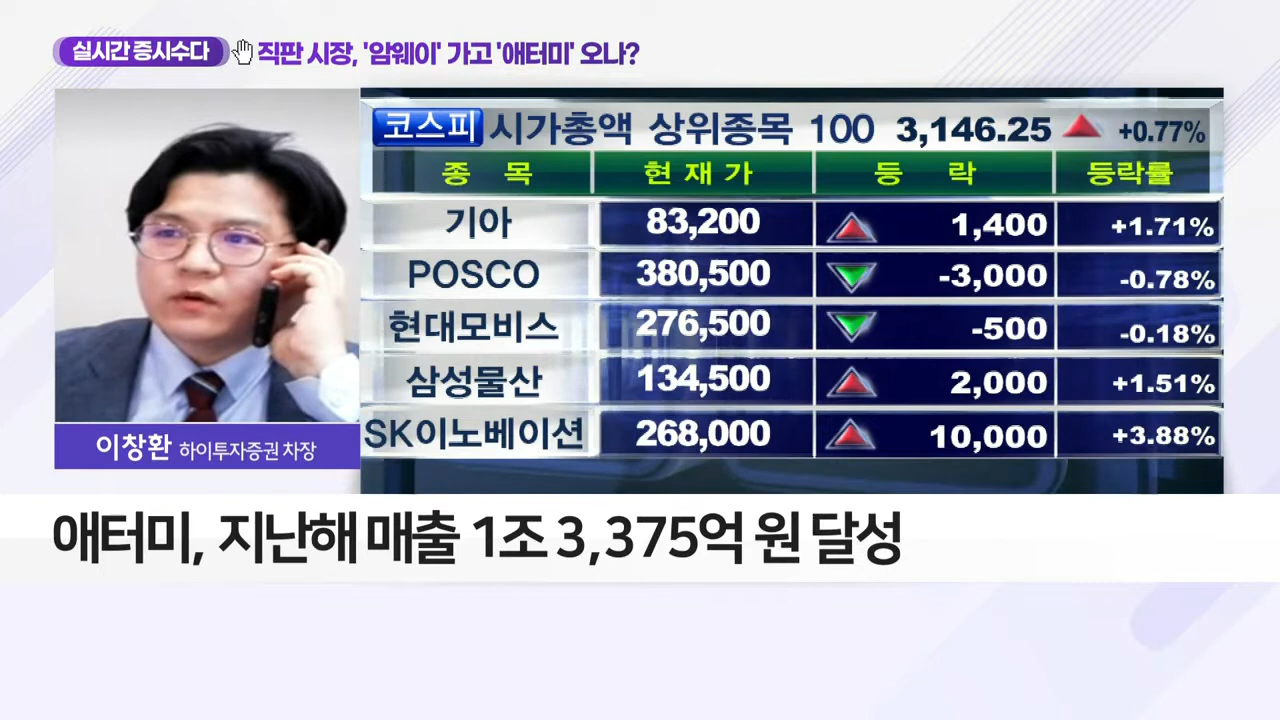 실시간 증시수다 직판 시장, '암웨이' 가고 '애터미' 오나?
코스피 시가총액 상위종목 100 3,146.25 +0.77%
종 목 현 재 가 등 락 등락률
기아 83,200 1,400 +1.71%
POSCO 380,500 -3,000 -0.78%
현대모비스 276,500 -500 -0.18%
삼성물산 134,500 2,000 +1.51%
SK이노베이션 268,000 10,000 +3.88%
이창환 하이투자증권 차장
애터미, 지난해 매출 1조 3,375억 원 달성